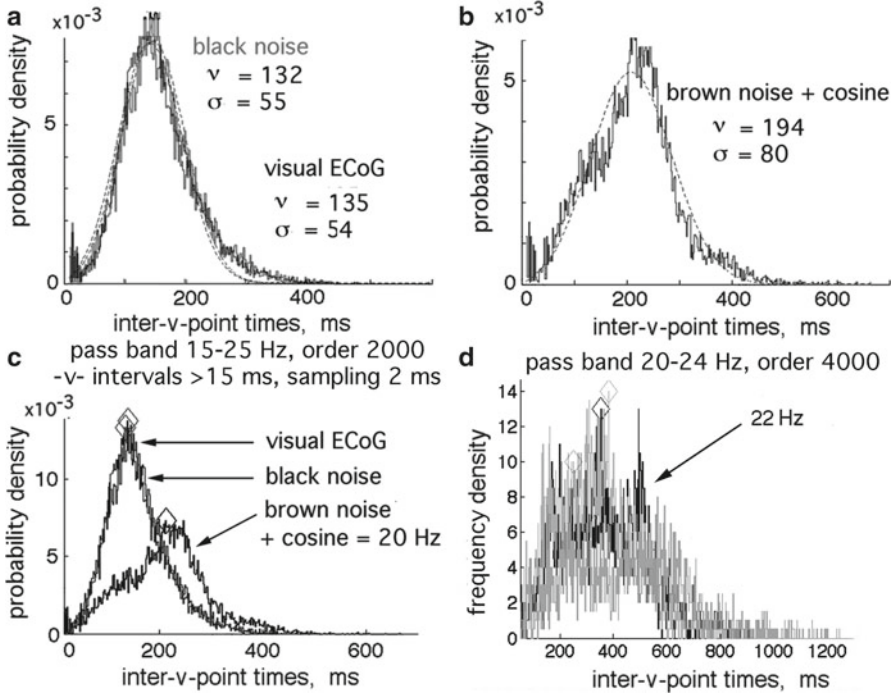 a
x10⁻³
black noise
ν = 132
σ = 55
visual ECoG
ν = 135
σ = 54
probability density
5
0
0
200
400
inter-v-point times, ms
b
x10⁻³
brown noise + cosine
ν = 194
σ = 80
probability density
5
0
0
200
400
600
inter-v-point times, ms
c
pass band 15-25 Hz, order 2000
-v- intervals >15 ms, sampling 2 ms
x10⁻³
visual ECoG
black noise
brown noise
+ cosine = 20 Hz
probability density
10
5
0
0
200
400
600
inter-v-point times, ms
d
pass band 20-24 Hz, order 4000
22 Hz
frequency density
14
12
10
8
6
4
2
0
200
400
600
800
1000
1200
inter-v-point times, ms